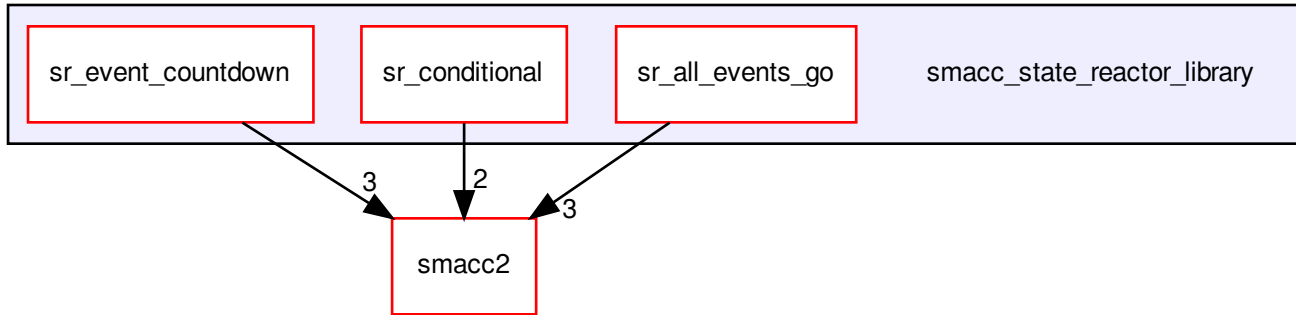 sr_event_countdown
sr_conditional
sr_all_events_go
smacc_state_reactor_library
3
2
3
smacc2